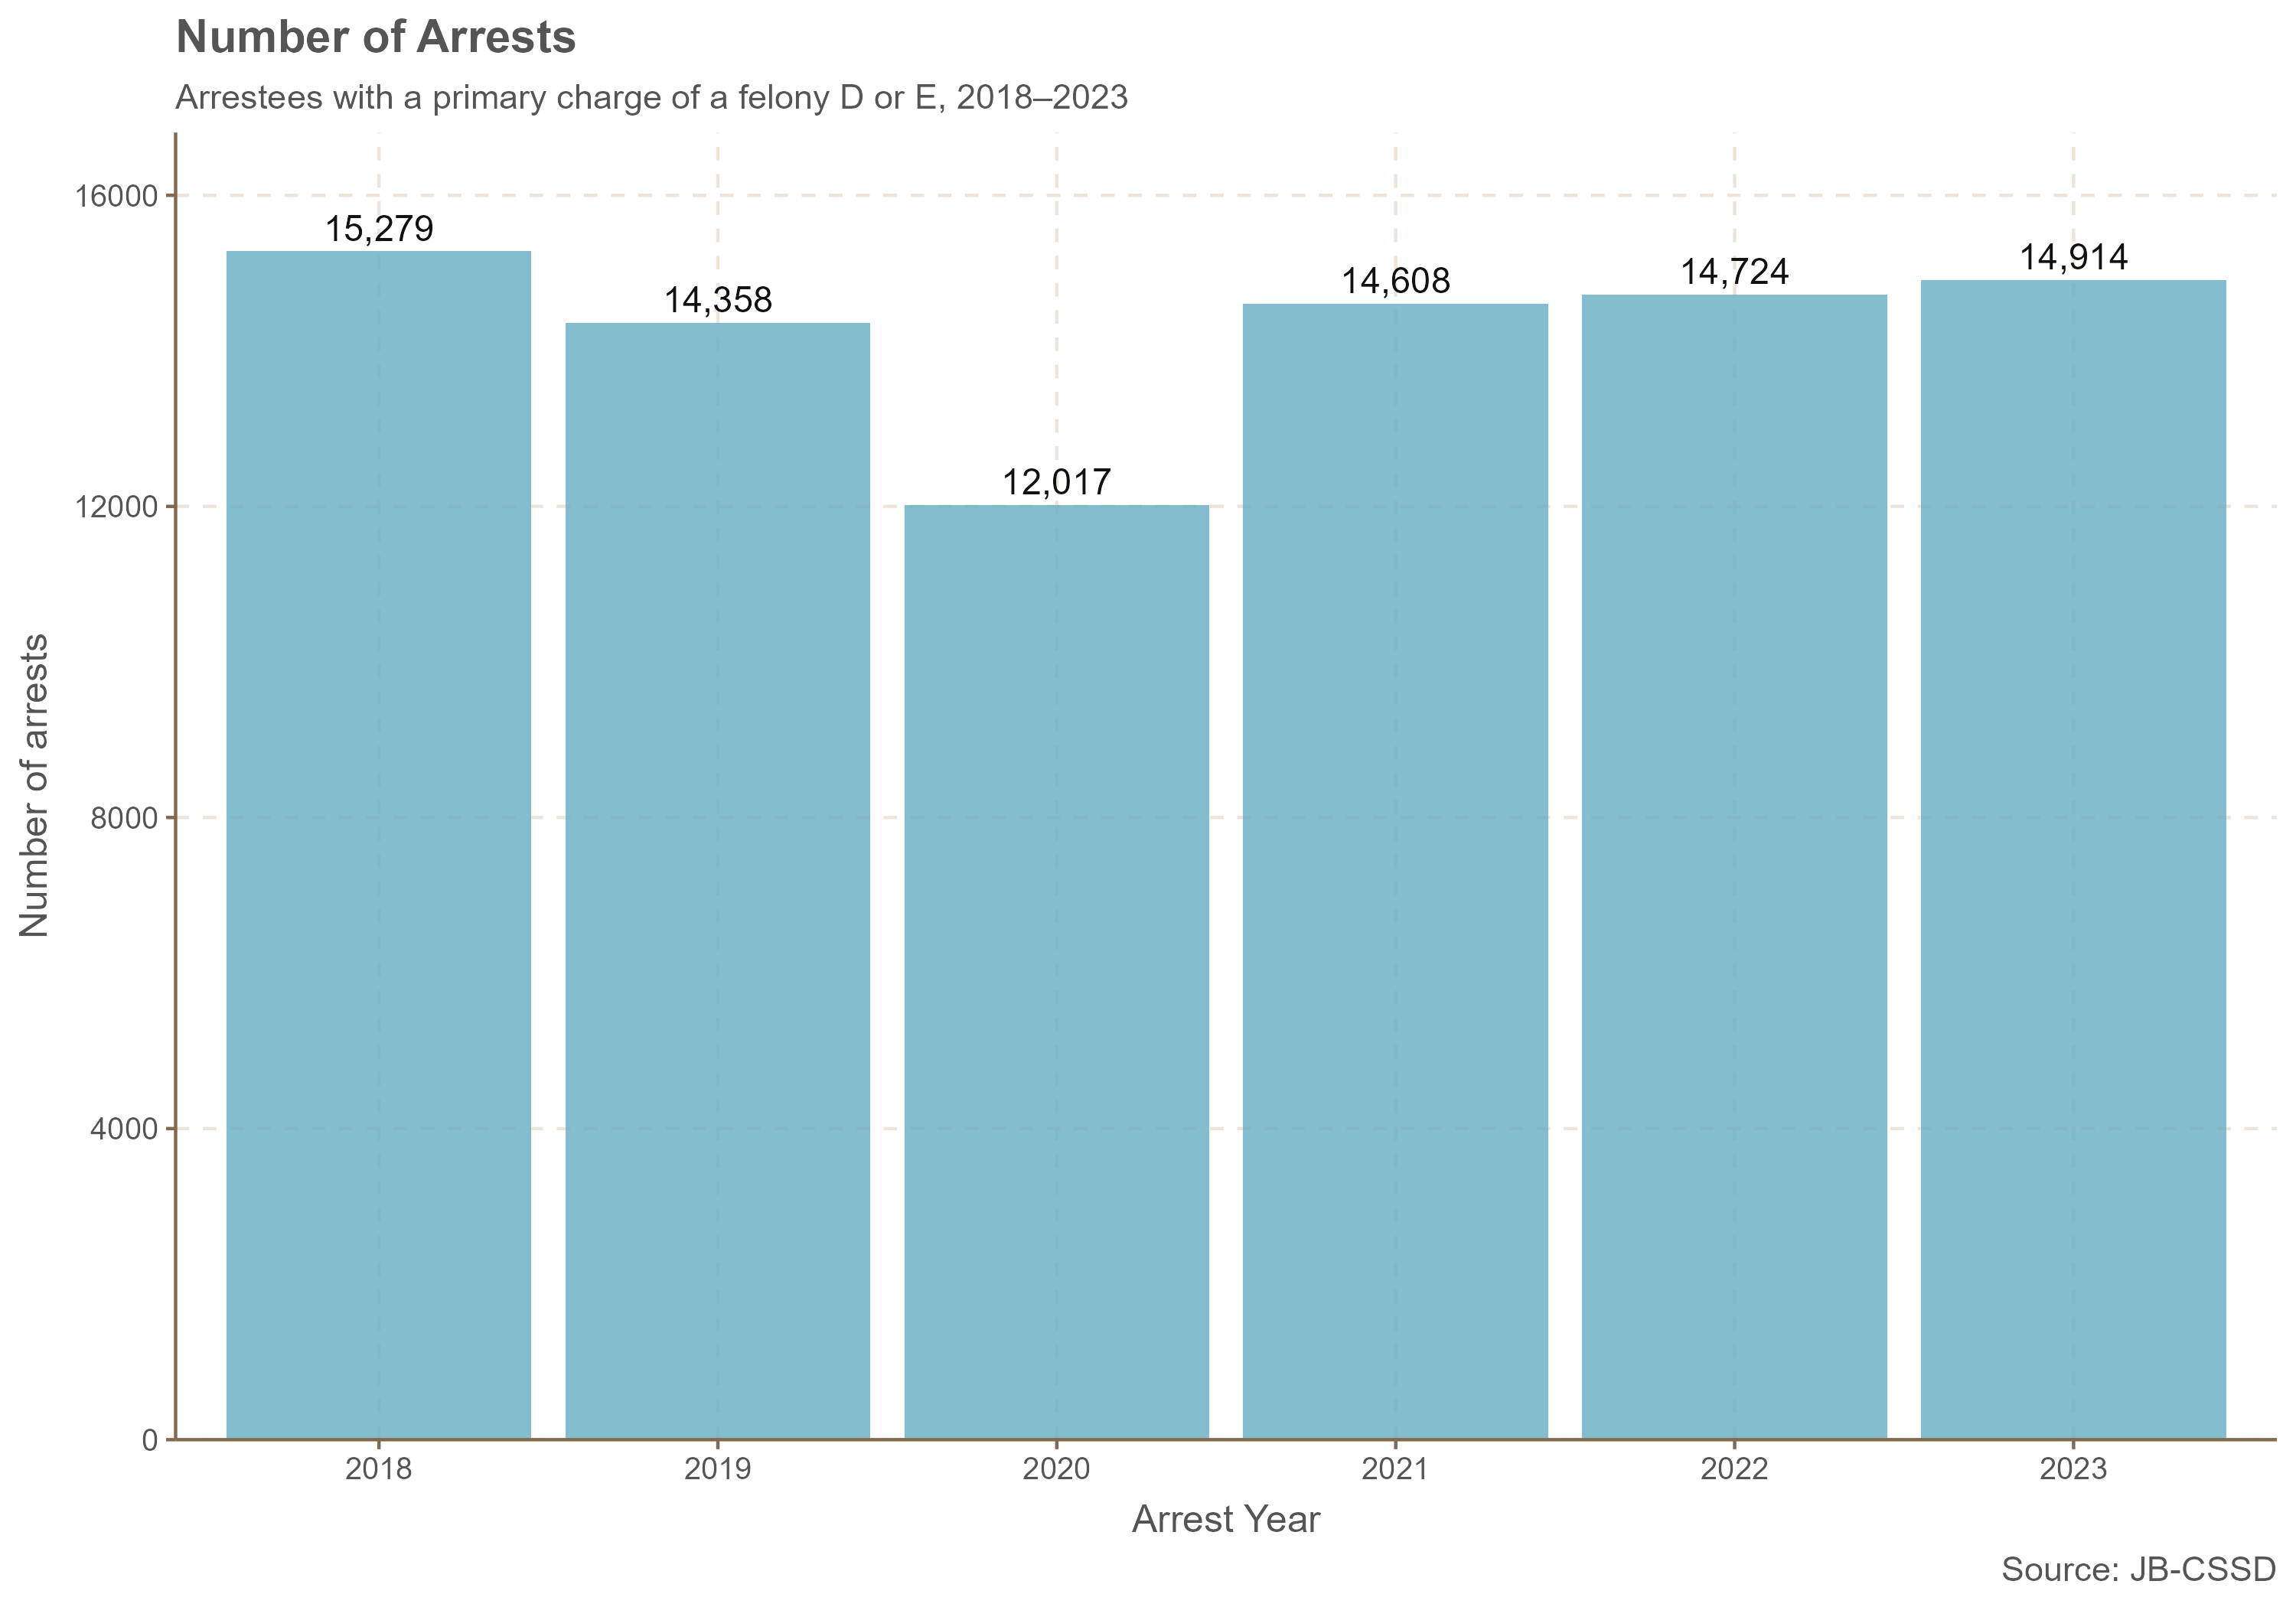 Number of Arrests
Arrestees with a primary charge of a felony D or E, 2018–2023
16000
15,279
14,358
12,017
14,608
14,724
14,914
12000
8000
4000
0
Number of arrests
2018 2019 2020 2021 2022 2023
Arrest Year
Source: JB-CSSD